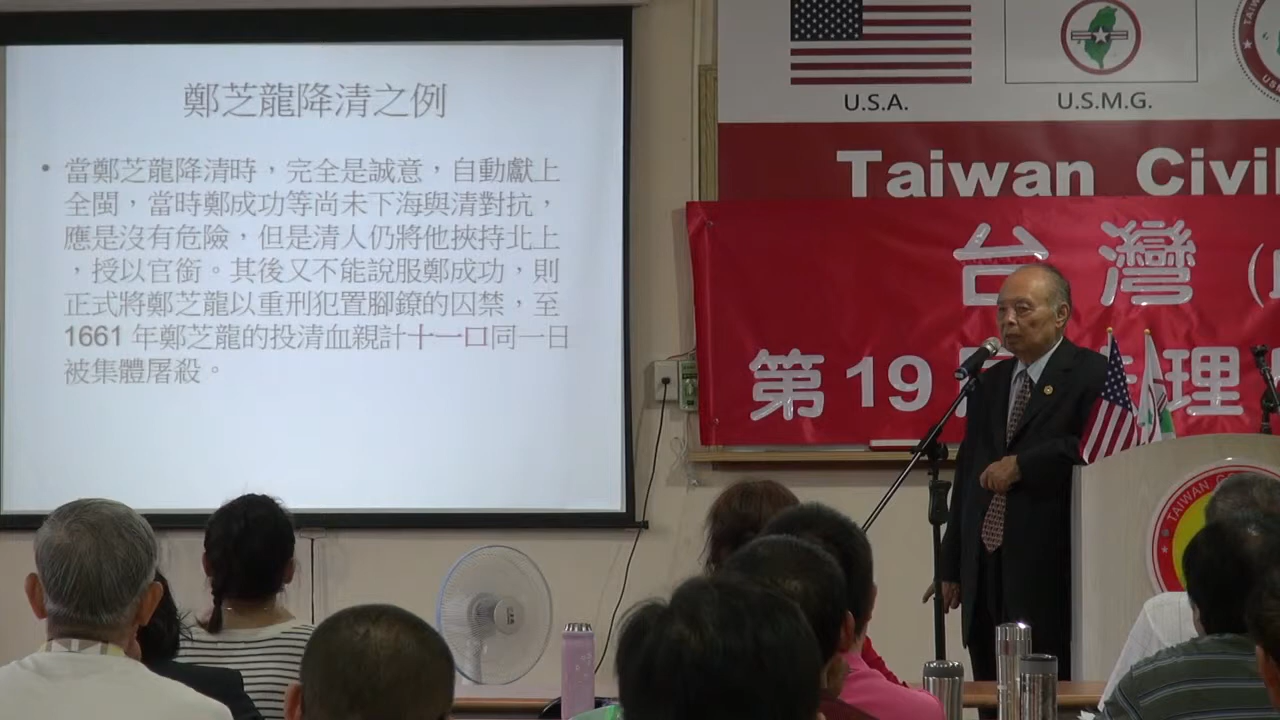 鄭芝龍降清之例
• 當鄭芝龍降清時，完全是誠意，自動獻上
全閩，當時鄭成功等尚未下海與清對抗，
應是沒有危險，但是清人仍將他挾持北上
，授以官銜。其後又不能說服鄭成功，則
正式將鄭芝龍以重刑犯置腳鐐的囚禁，至
1661 年鄭芝龍的投清血親計十一口同一日
被集體屠殺。
U.S.A.
U.S.M.G.
Taiwan Civil
台灣
第19
理
TAIWAN